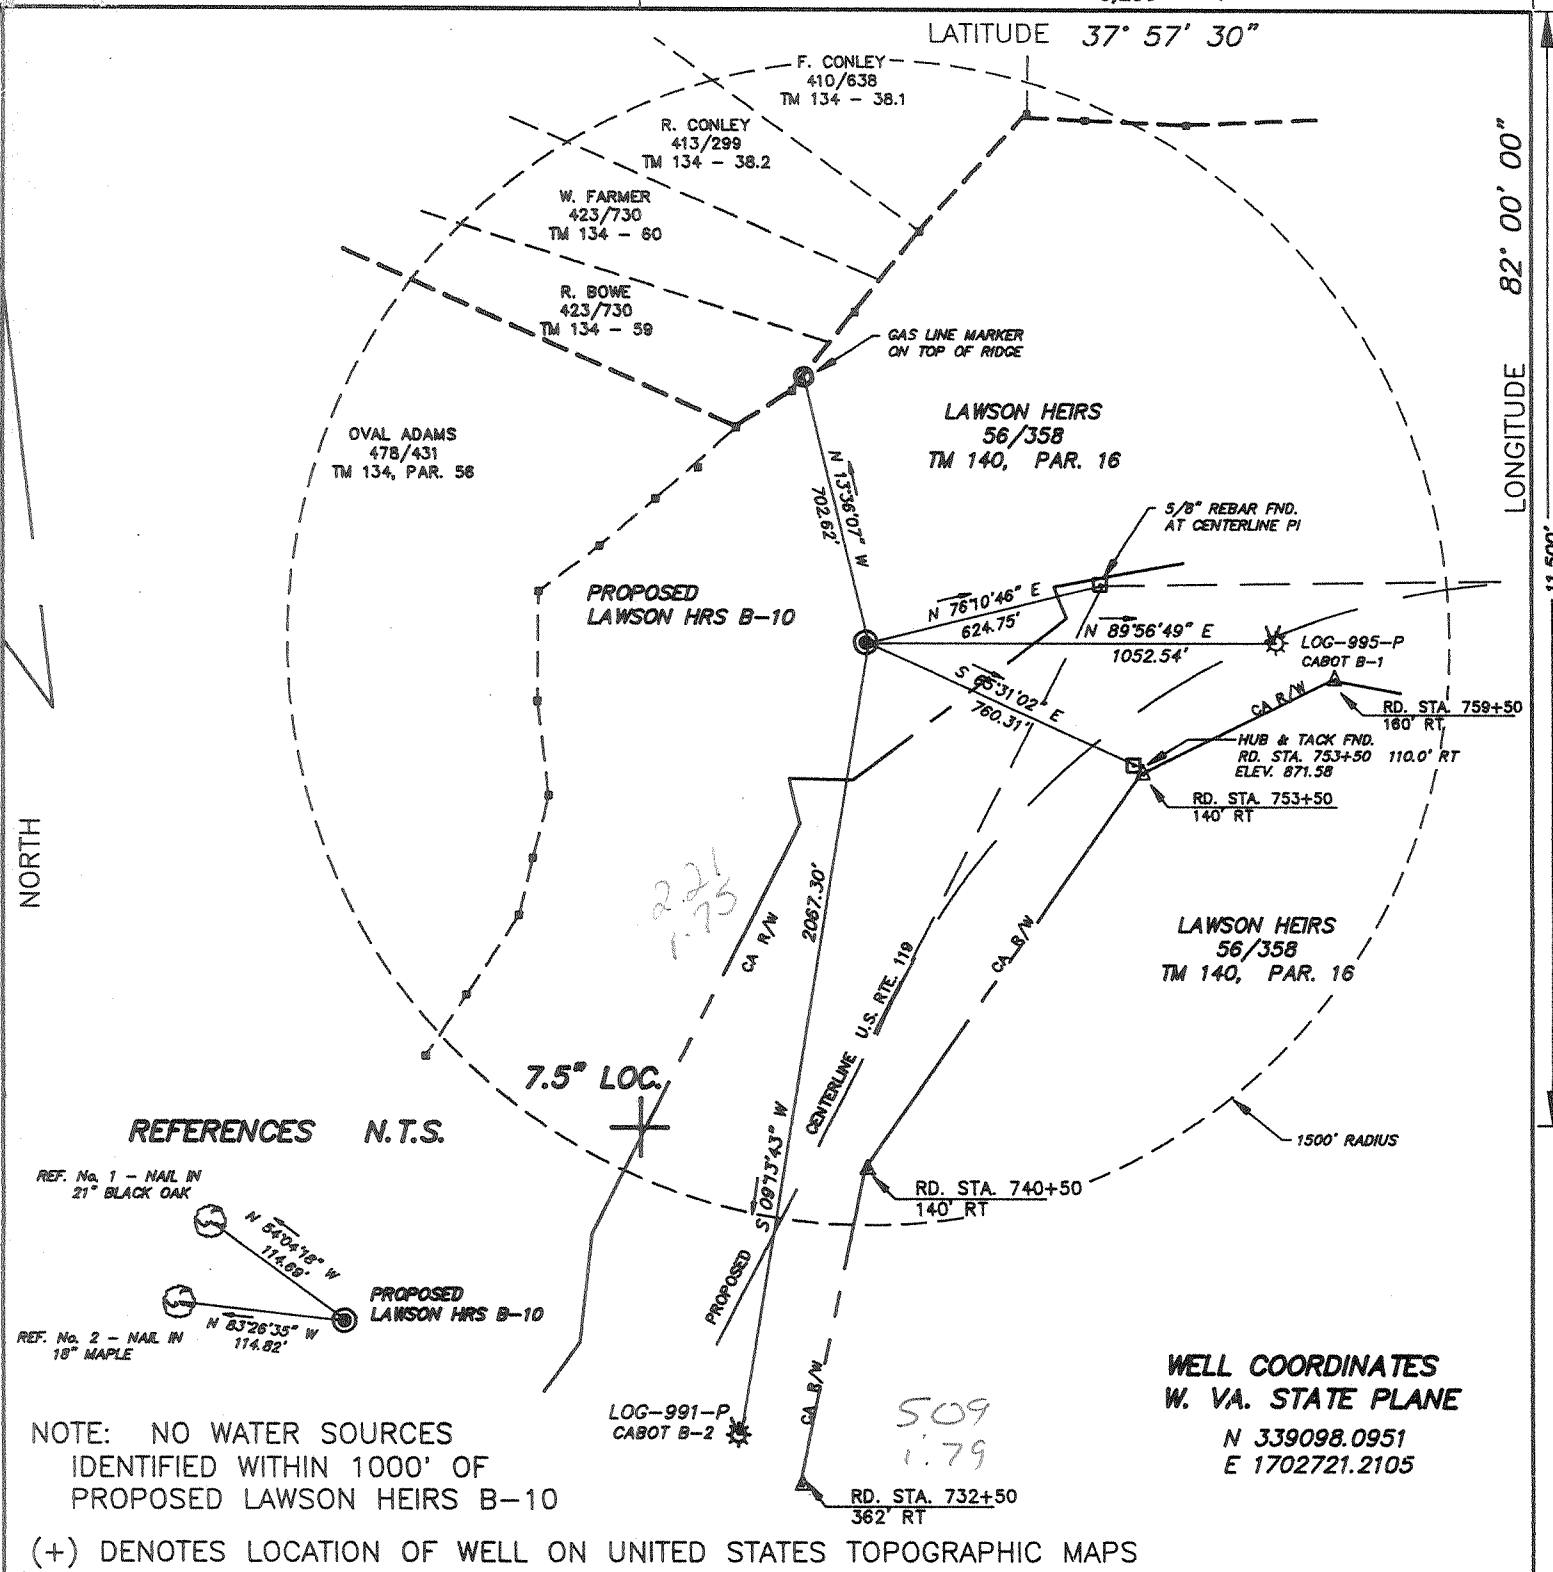 LATITUDE 37° 57' 30"
F. CONLEY
410/638
TM 134 - 38.1
R. CONLEY
413/299
TM 134 - 38.2
W. FARMER
423/730
TM 134 - 60
R. BOWE
423/730
TM 134 - 59
OVAL ADAMS
478/431
TM 134, PAR. 56
GAS LINE MARKER
ON TOP OF RIDGE
LAWSON HEIRS
56/358
TM 140, PAR. 16
LONGITUDE 82° 00' 00"
11,500'
N 13°36'07" W
702.62'
5/8" REBAR FND.
AT CENTERLINE PI
PROPOSED
LAWSON HRS B-10
N 76°10'46" E
624.75'
N 89°56'49" E
1052.54'
LOG-995-P
CABOT B-1
S 65°31'02" E
760.31'
CA R/W
RD. STA. 759+50
160' RT
HUB & TACK FND.
RD. STA. 753+50 110.0' RT
ELEV. 871.58
RD. STA. 753+50
140' RT
NORTH
2.21
1.75
CA R/W
2067.30'
S 09°13'43" W
PROPOSED CENTERLINE U.S. RTE. 119
CA R/W
LAWSON HEIRS
56/358
TM 140, PAR. 16
7.5" LOC.
REFERENCES N.T.S.
1500' RADIUS
REF. No. 1 - NAIL IN
21" BLACK OAK
N 54°04'18" W
114.69'
RD. STA. 740+50
140' RT
PROPOSED
LAWSON HRS B-10
N 83°26'35" W
114.82'
REF. No. 2 - NAIL IN
18" MAPLE
WELL COORDINATES
W. VA. STATE PLANE
N 339098.0951
E 1702721.2105
CA R/W
LOG-991-P
CABOT B-2
509
1.79
RD. STA. 732+50
362' RT
NOTE: NO WATER SOURCES
IDENTIFIED WITHIN 1000' OF
PROPOSED LAWSON HEIRS B-10
(+) DENOTES LOCATION OF WELL ON UNITED STATES TOPOGRAPHIC MAPS